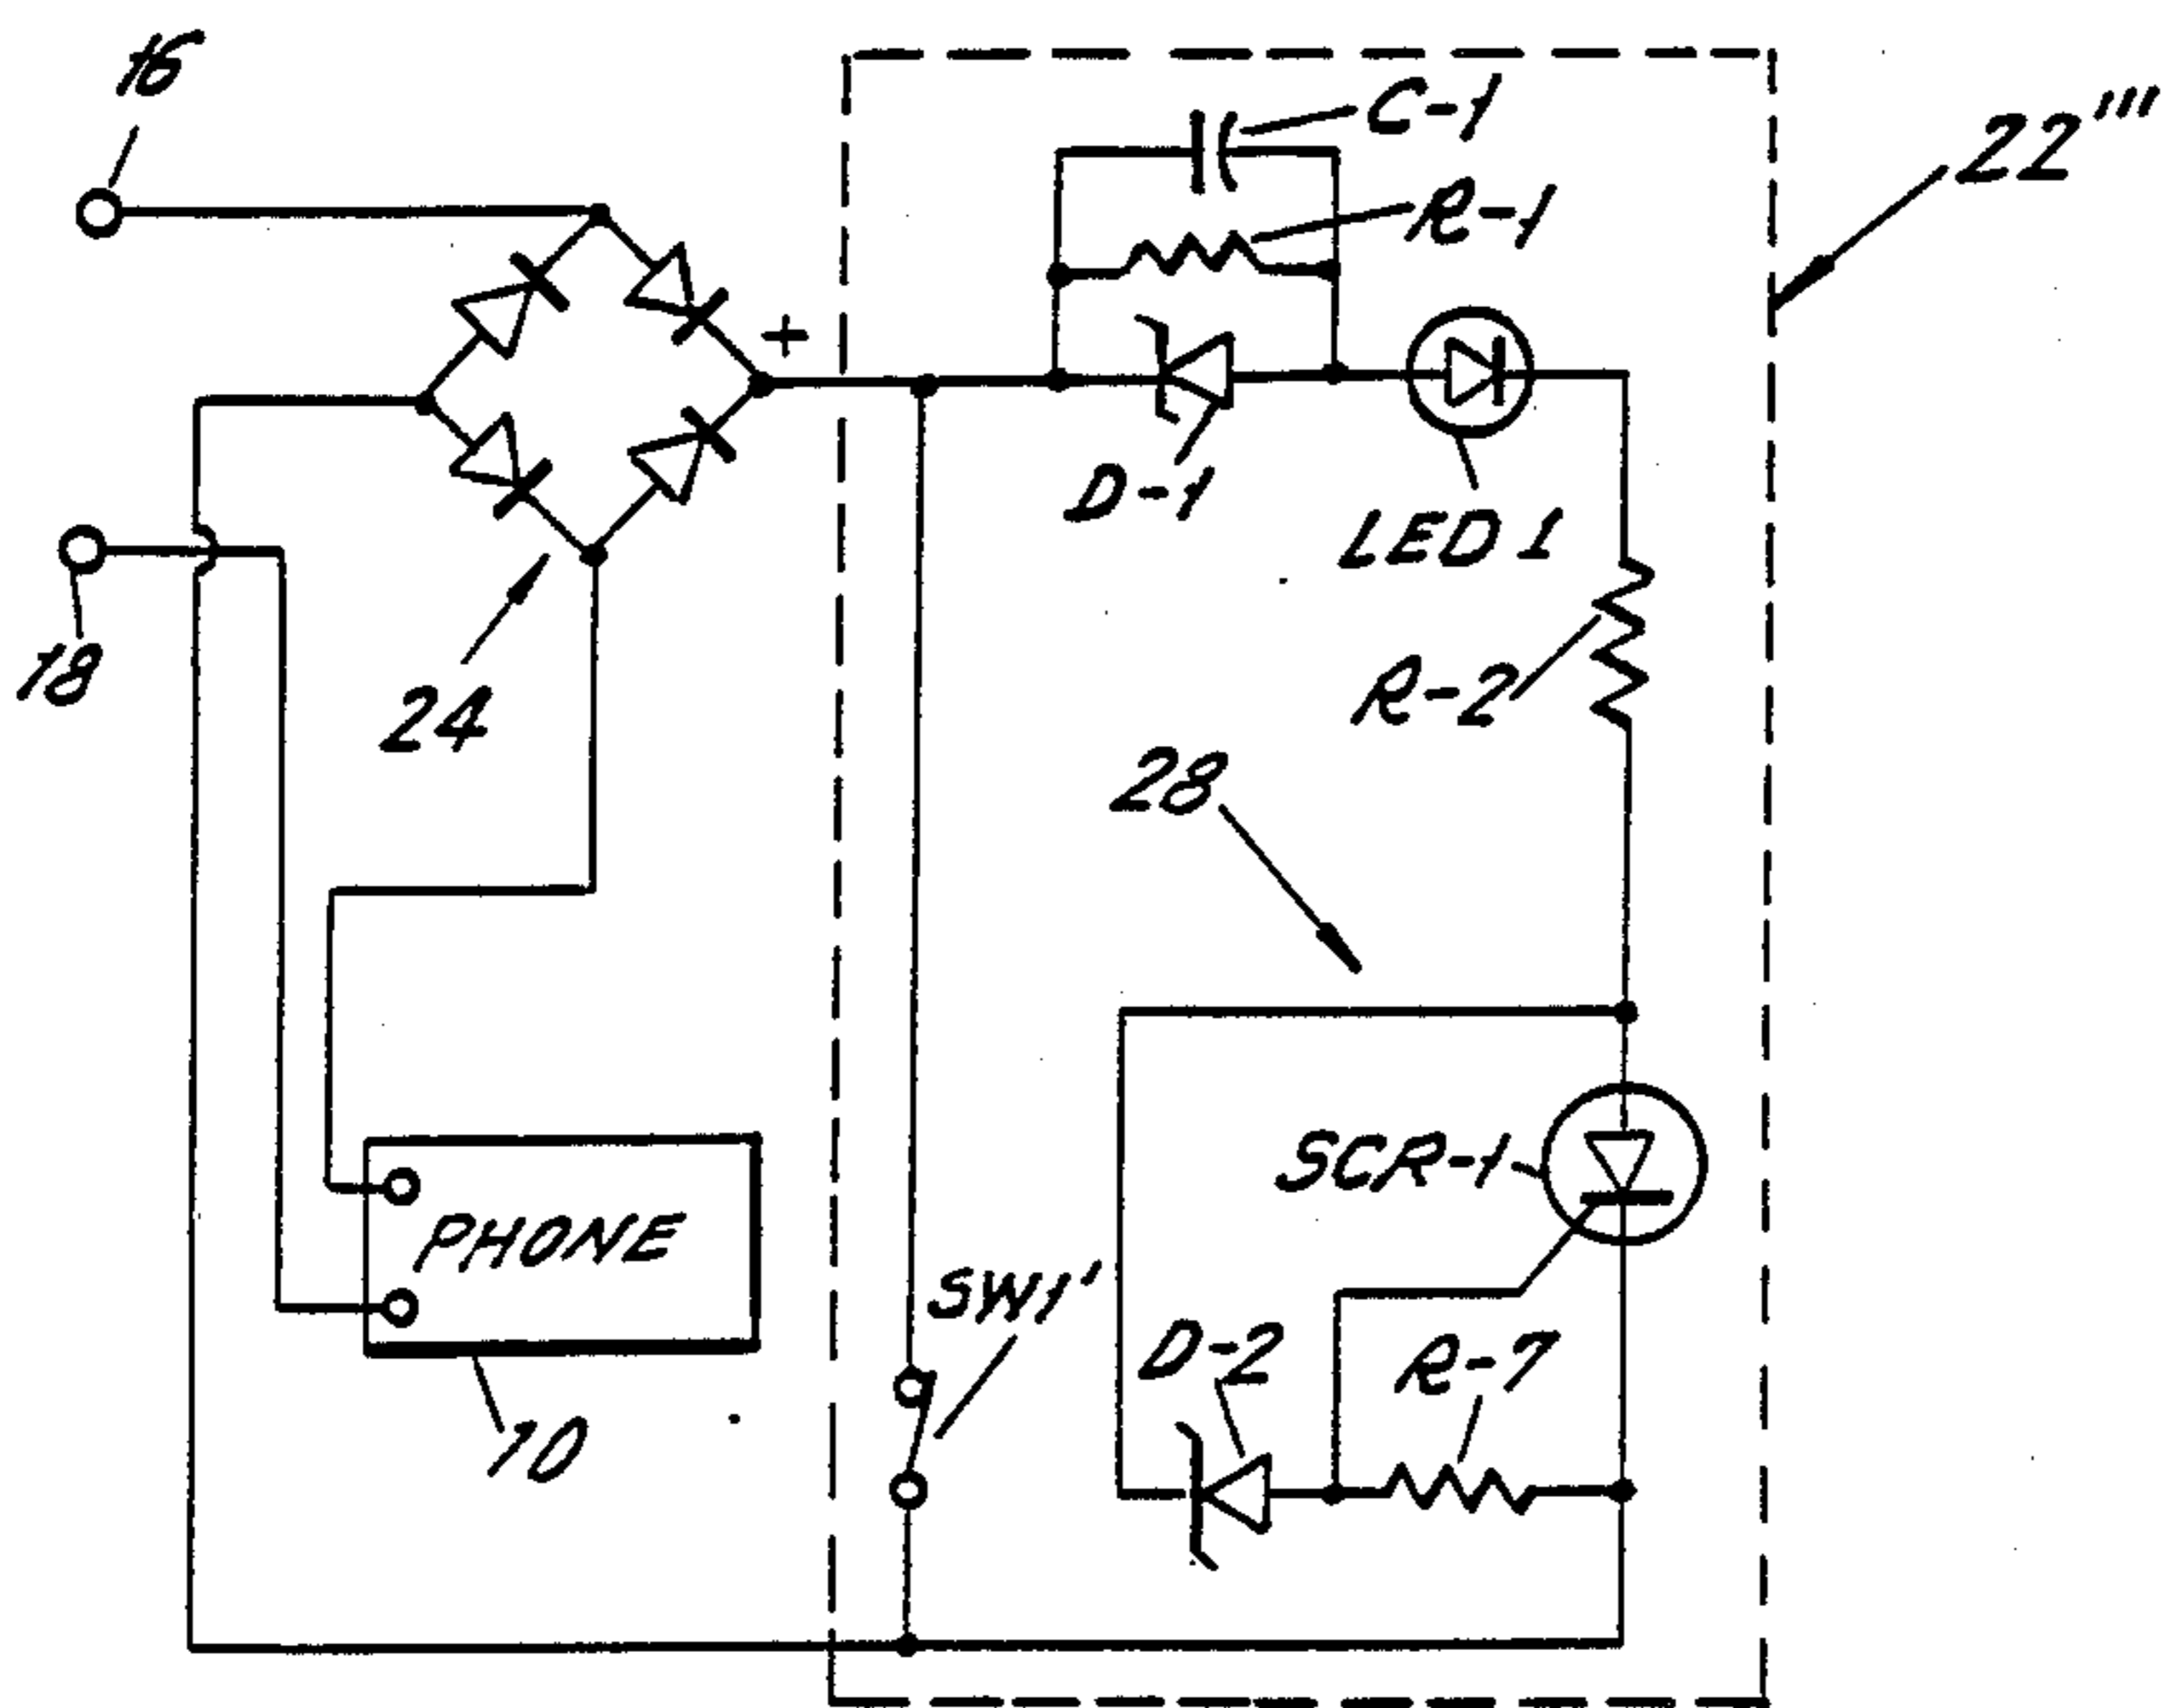 16
C-1
22'''
R-1
+
D-1
LED 1
18
24
R-2
28
SCR-1
PHONE
SW1'
D-2
R-7
10